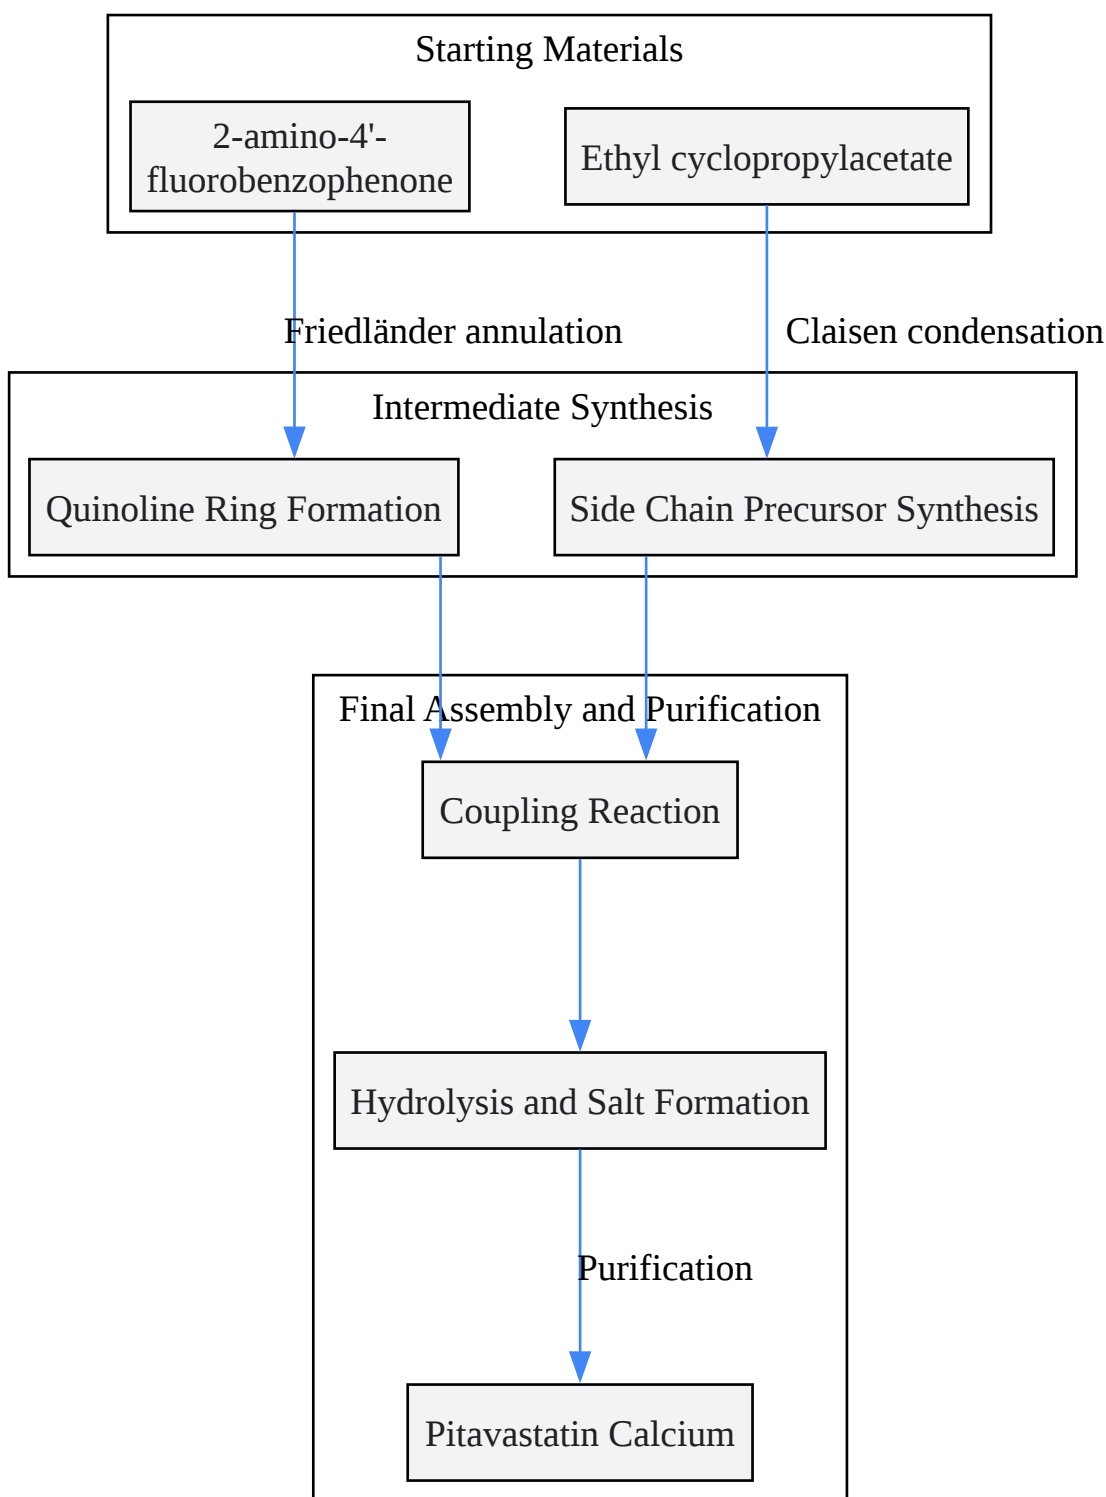 Starting Materials
2-amino-4'-
fluorobenzophenone
Ethyl cyclopropylacetate
Friedländer annulation
Claisen condensation
Intermediate Synthesis
Quinoline Ring Formation
Side Chain Precursor Synthesis
Final Assembly and Purification
Coupling Reaction
Hydrolysis and Salt Formation
Purification
Pitavastatin Calcium